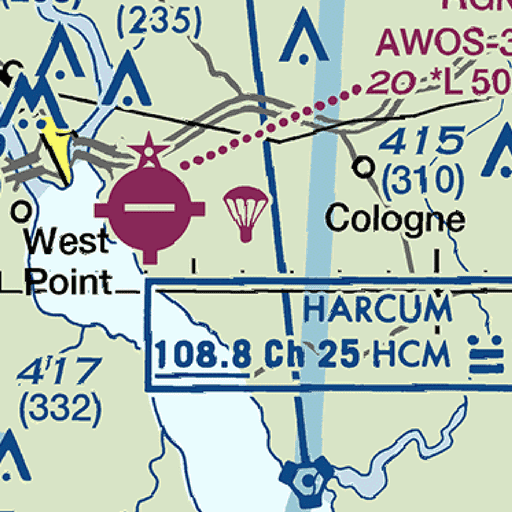 (235)
AWOS-3
20 *L 50
415
(310)
Cologne
West
Point
HARCUM
108.8 Ch 25 HCM
417
(332)
C